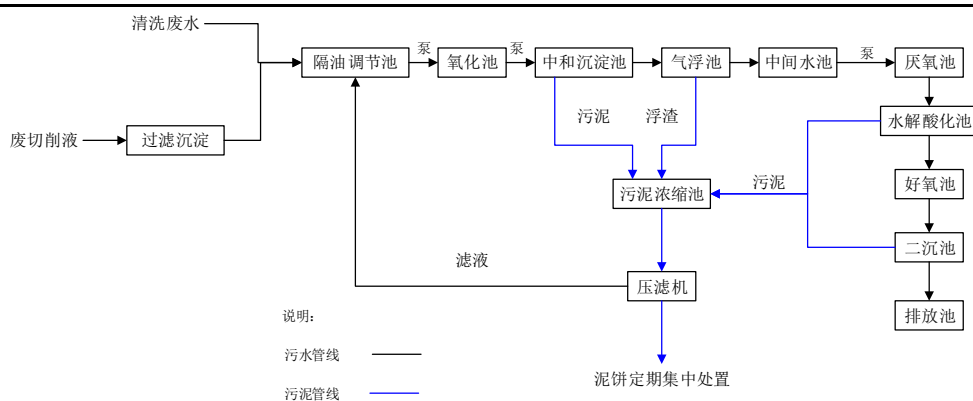 清洗废水
泵
泵
泵
隔油调节池
氧化池
中和沉淀池
气浮池
中间水池
厌氧池
污泥
浮渣
水解酸化池
废切削液
过滤沉淀
污泥浓缩池
污泥
好氧池
二沉池
滤液
压滤机
排放池
说明：
污水管线
泥饼定期集中处置
污泥管线